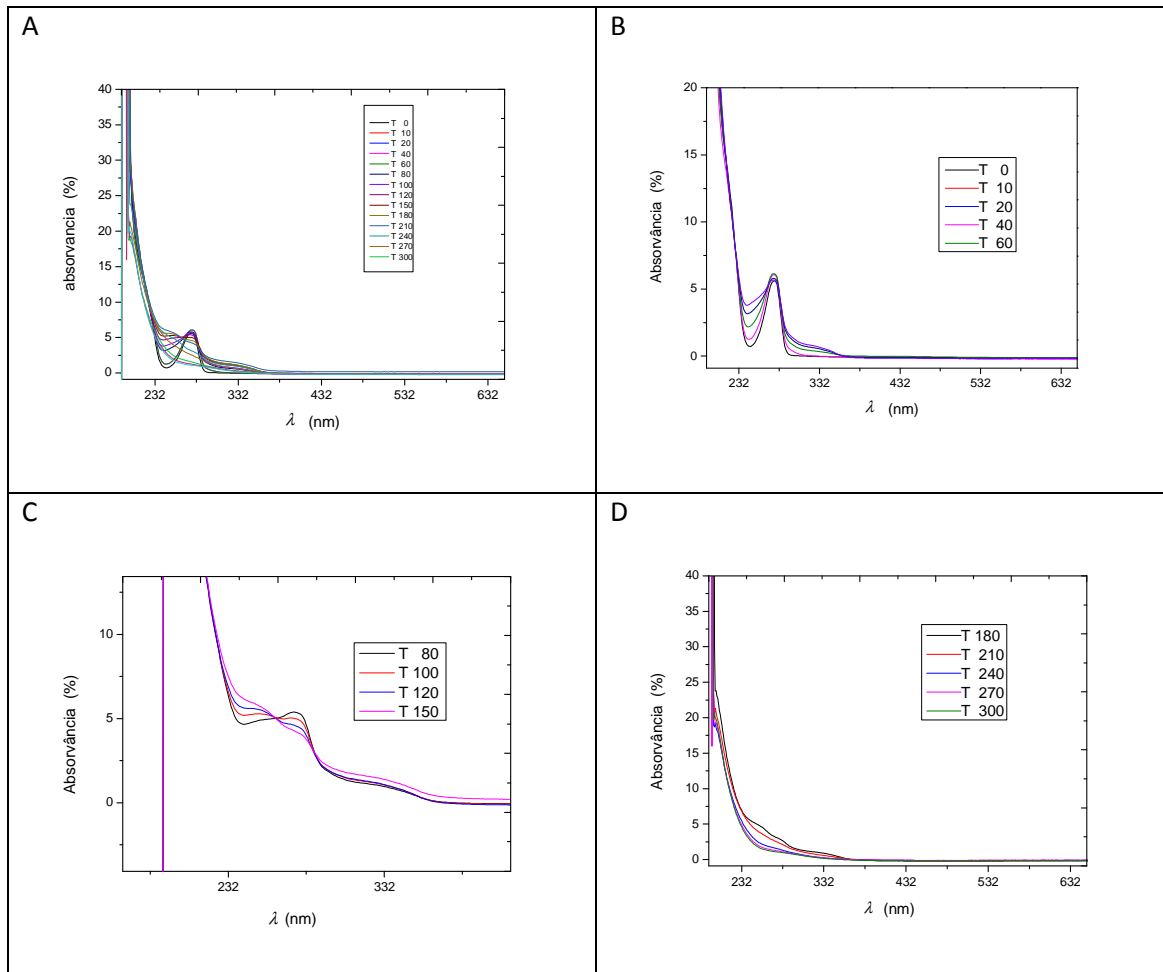 A
40
35
30
25
20
15
10
5
0
absorvancia (%)
T 0
T 10
T 20
T 40
T 60
T 80
T 100
T 120
T 150
T 180
T 210
T 240
T 270
T 300
232 332 432 532 632
λ (nm)
B
20
15
10
5
0
Absorvância (%)
T 0
T 10
T 20
T 40
T 60
232 332 432 532 632
λ (nm)
C
10
5
0
Absorvância (%)
T 80
T 100
T 120
T 150
232 332
λ (nm)
D
40
35
30
25
20
15
10
5
0
Absorvância (%)
T 180
T 210
T 240
T 270
T 300
232 332 432 532 632
λ (nm)